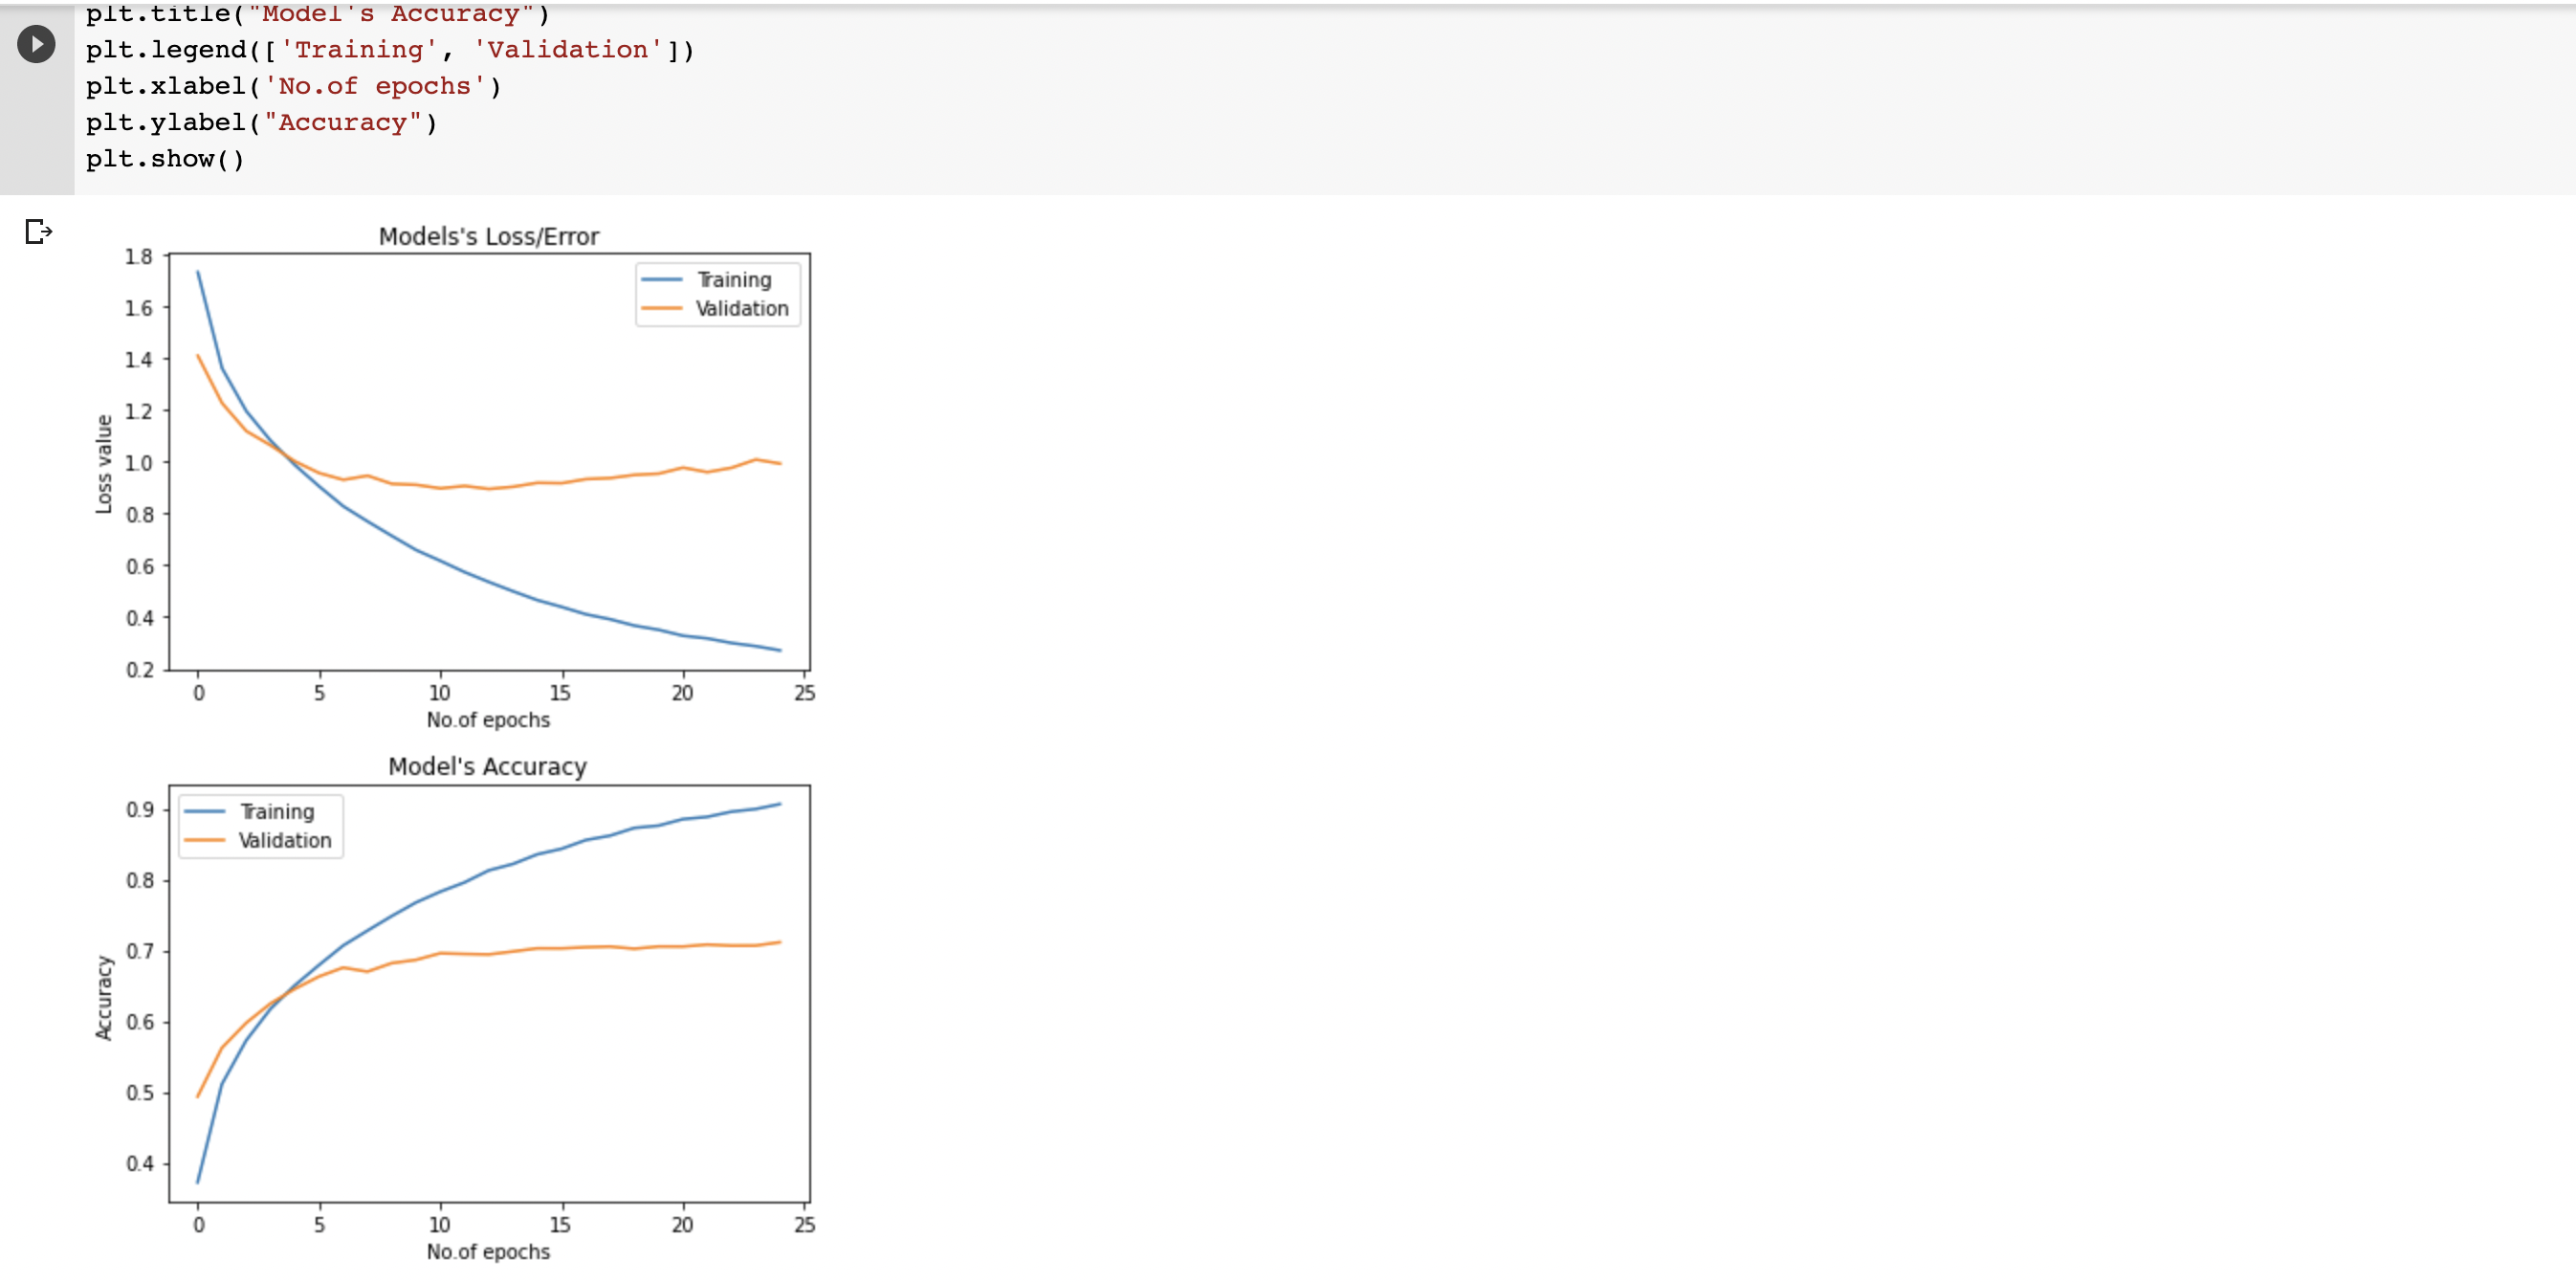 plt.title("Model's Accuracy")
plt.legend(['Training', 'Validation'])
plt.xlabel('No.of epochs')
plt.ylabel("Accuracy")
plt.show()
Models's Loss/Error
Training
Validation
1.8
1.6
1.4
1.2
1.0
0.8
0.6
0.4
0.2
Loss value
0 5 10 15 20 25
No.of epochs
Model's Accuracy
Training
Validation
0.9
0.8
0.7
0.6
0.5
0.4
Accuracy
0 5 10 15 20 25
No.of epochs